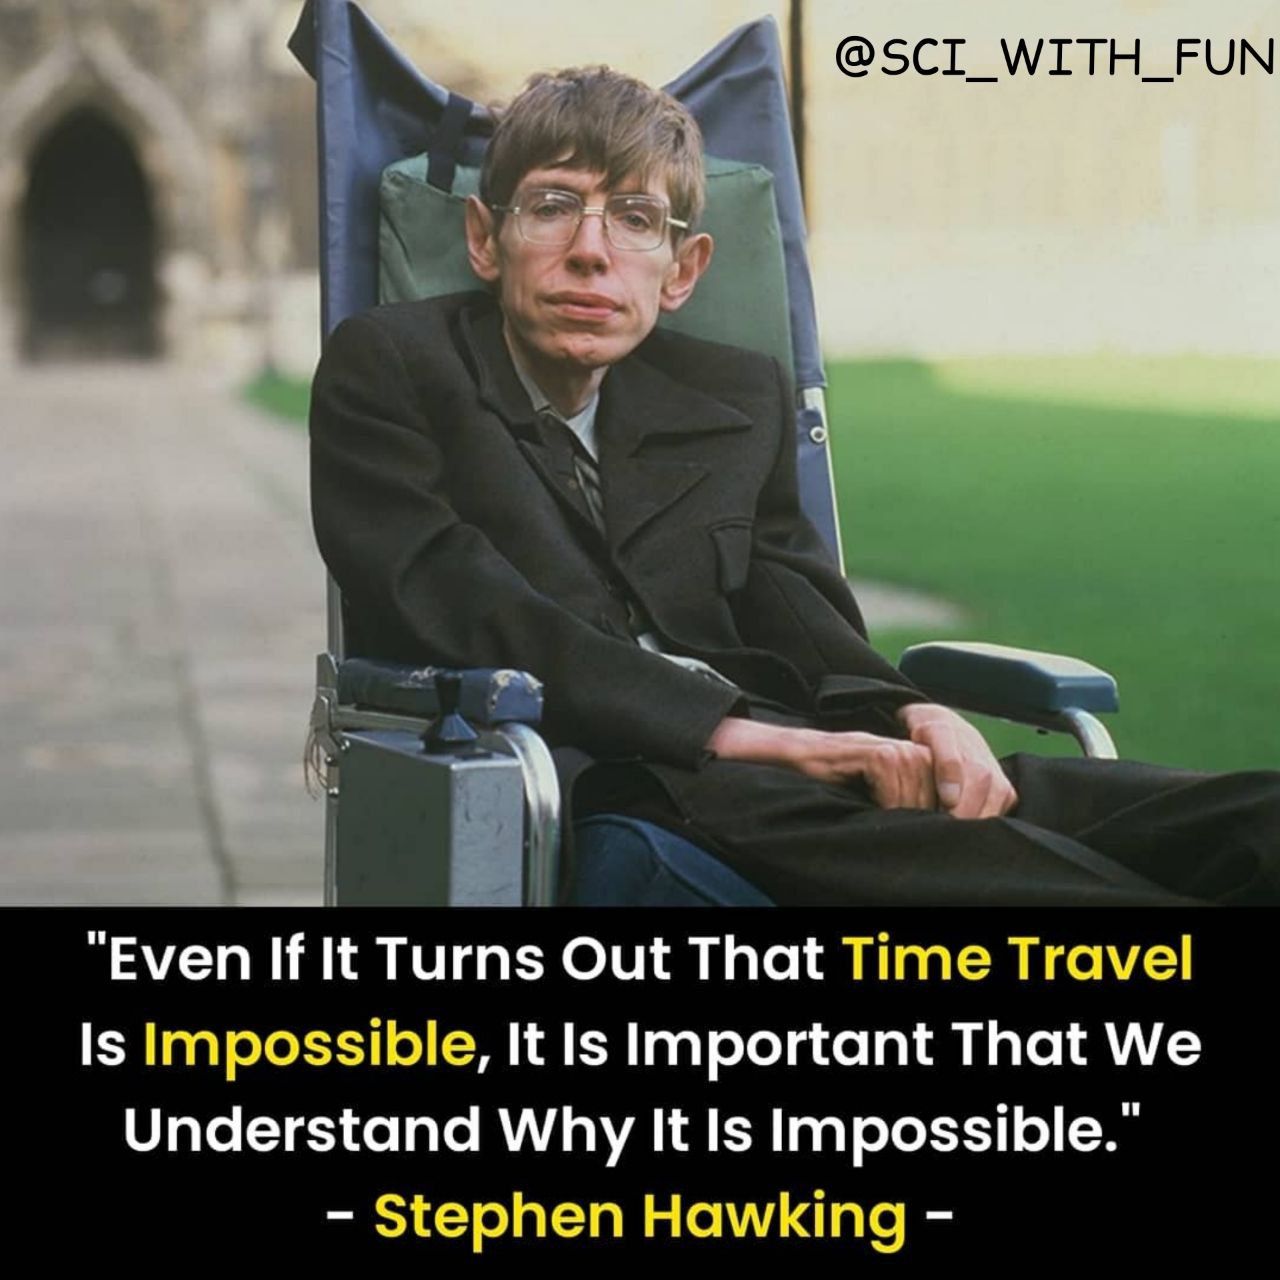 @SCI_WITH_FUN
"Even If It Turns Out That Time Travel
Is Impossible, It Is Important That We
Understand Why It Is Impossible."
- Stephen Hawking -